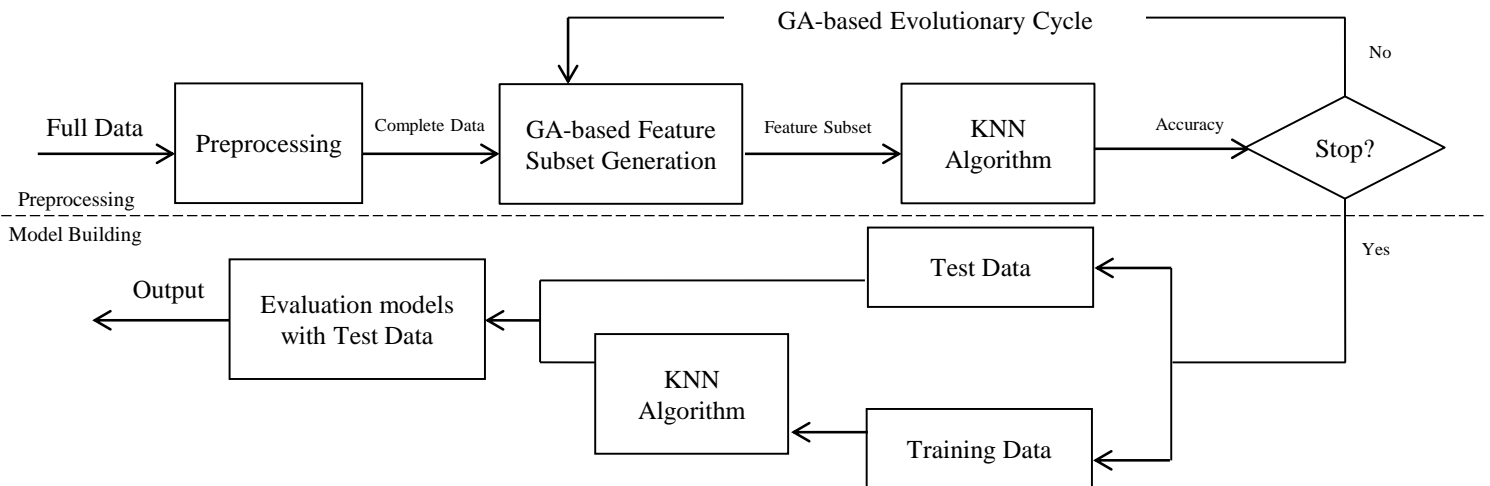 GA-based Evolutionary Cycle
No
Full Data
Preprocessing
Complete Data
GA-based Feature
Subset Generation
Feature Subset
KNN
Algorithm
Accuracy
Stop?
Preprocessing
Model Building
Yes
Test Data
Output
Evaluation models
with Test Data
KNN
Algorithm
Training Data